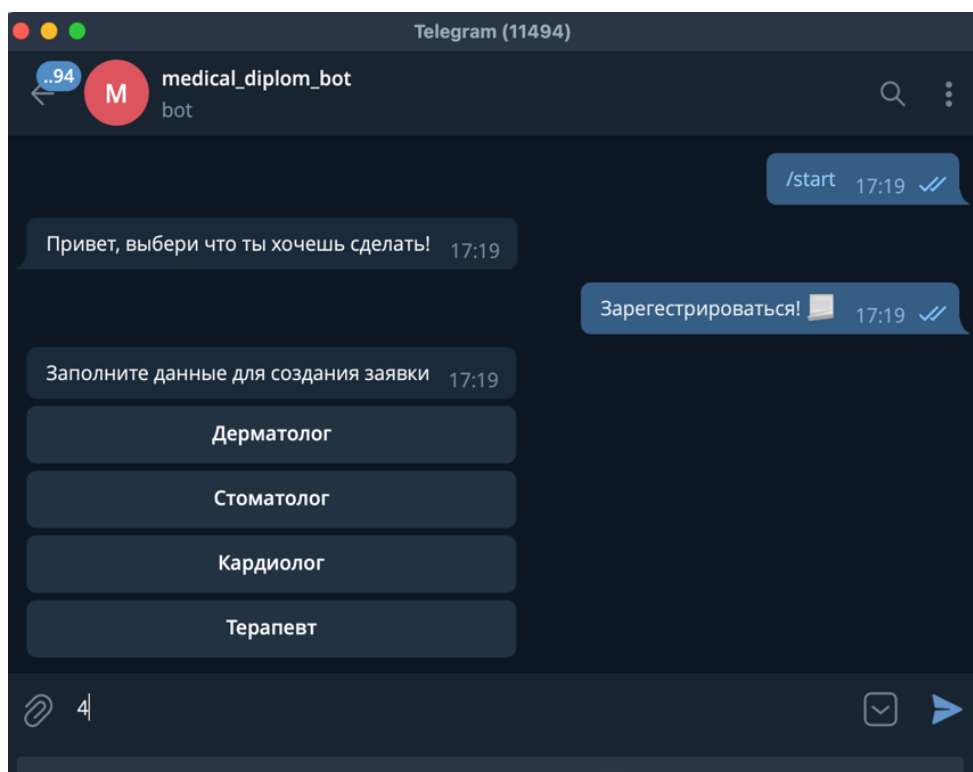 Telegram (11494)
..94
M
medical_diplom_bot
bot
/start 17:19
Привет, выбери что ты хочешь сделать! 17:19
Зарегестрироваться! 17:19
Заполните данные для создания заявки 17:19
Дерматолог
Стоматолог
Кардиолог
Терапевт
4